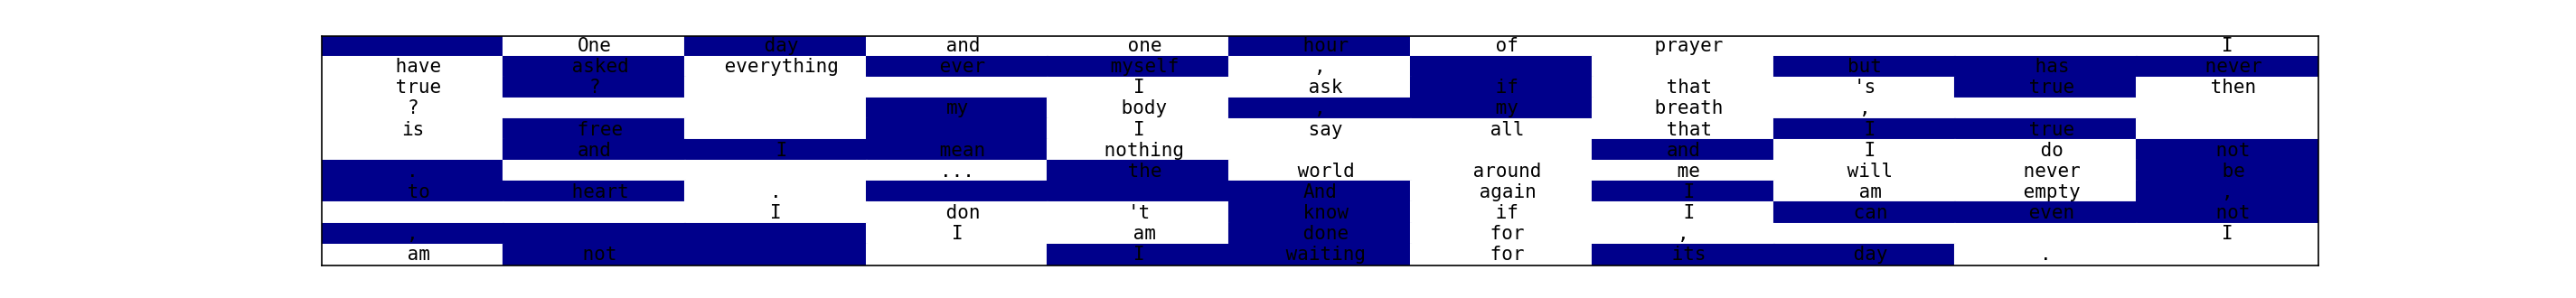 One day and one hour of prayer I
have asked everything ever myself , but has never
true ? I ask if that 's true then
? my body , my breath ,
is free I say all that I true
and I mean nothing and I do not
. ... the world around me will never be
to heart . And again I am empty ,
I don 't know if I can even not
, I am done for , I
am not I waiting for its day .